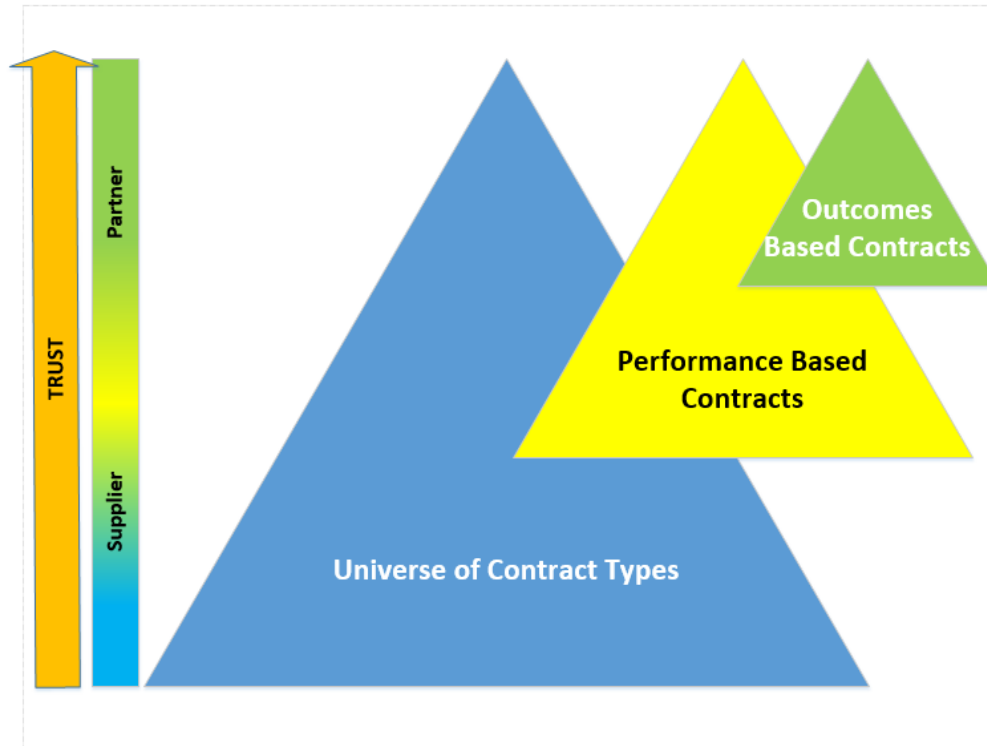 TRUST
Partner
Supplier
Outcomes
Based Contracts
Performance Based
Contracts
Universe of Contract Types